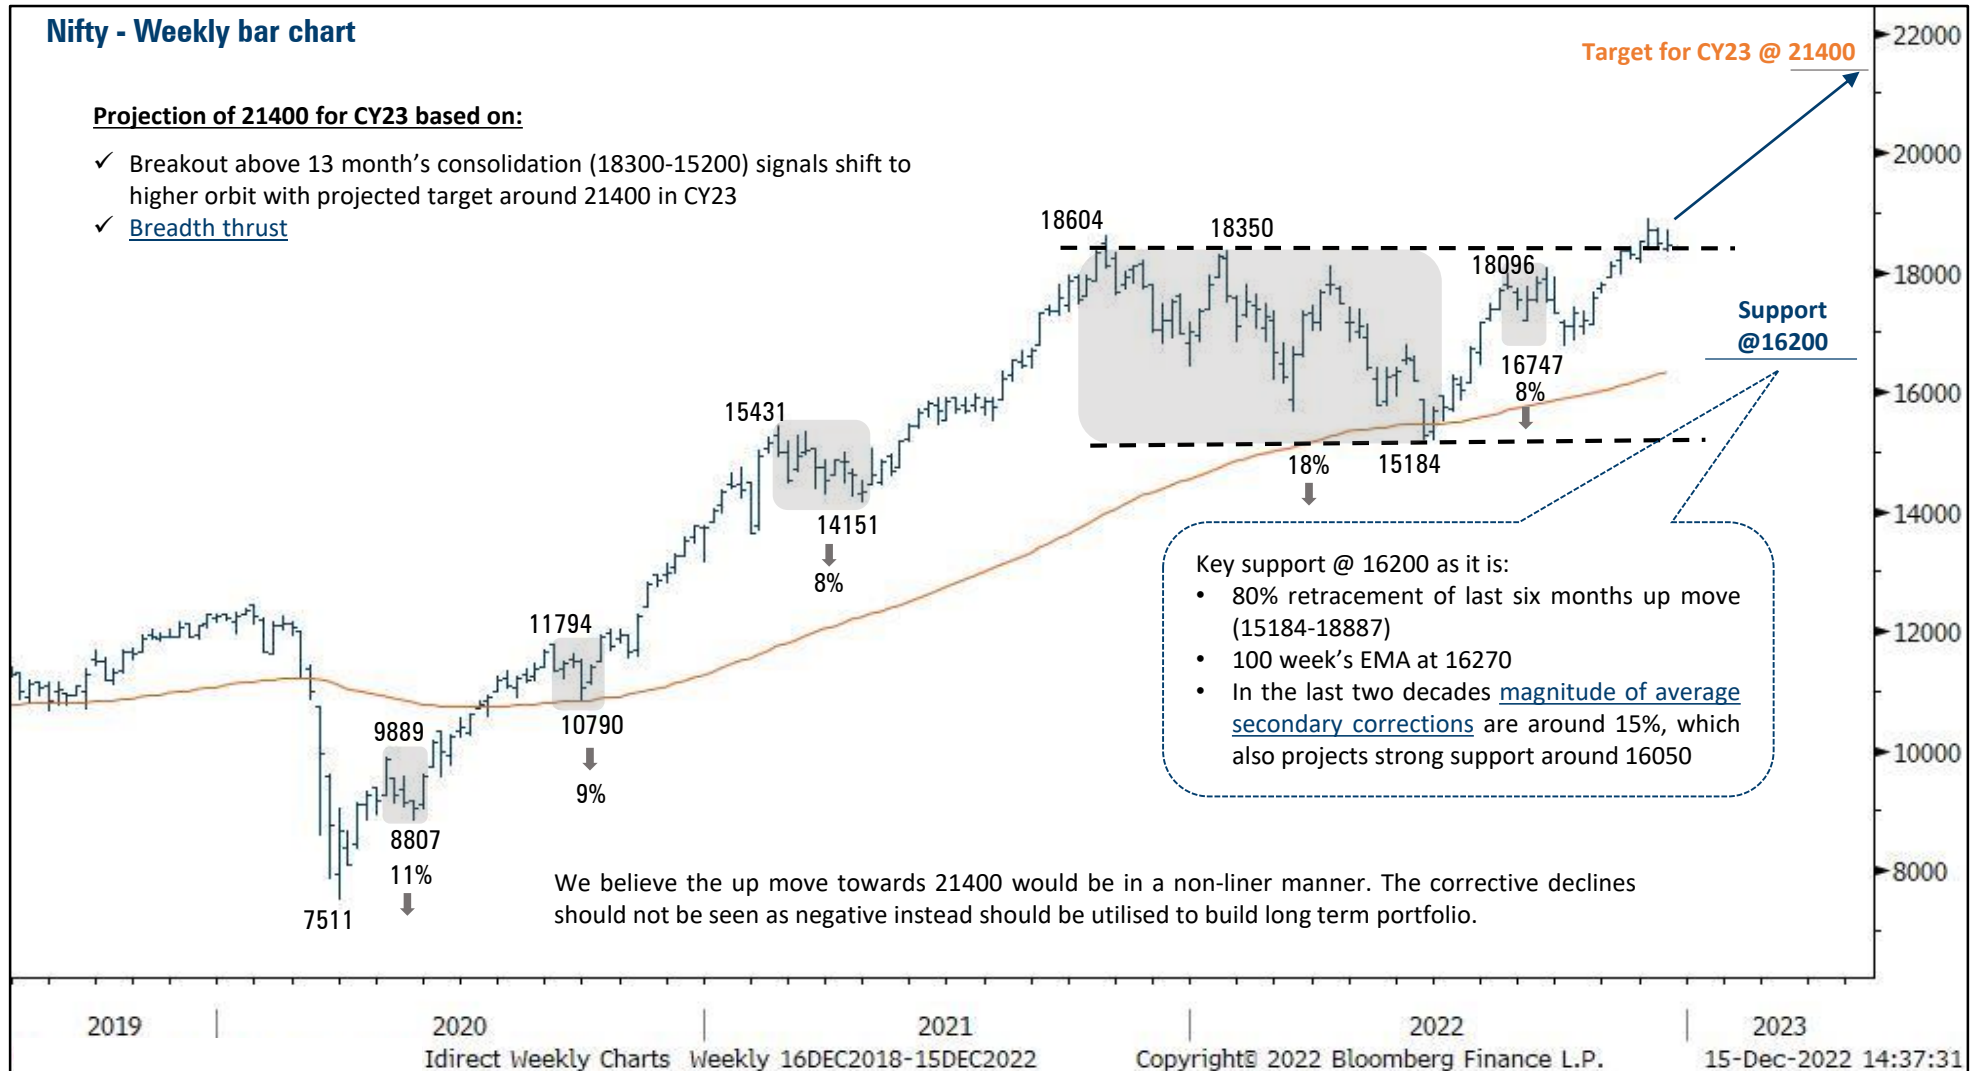 Nifty - Weekly bar chart
Target for CY23 @ 21400
Projection of 21400 for CY23 based on:
✓ Breakout above 13 month's consolidation (18300-15200) signals shift to
higher orbit with projected target around 21400 in CY23
✓ Breadth thrust
22000
20000
18000
16000
14000
12000
10000
8000
18604
18350
18096
Support
@16200
16747
8%
15431
18%
15184
14151
8%
11794
10790
9%
9889
8807
11%
7511
Key support @ 16200 as it is:
• 80% retracement of last six months up move
(15184-18887)
• 100 week's EMA at 16270
• In the last two decades magnitude of average
secondary corrections are around 15%, which
also projects strong support around 16050
We believe the up move towards 21400 would be in a non-liner manner. The corrective declines
should not be seen as negative instead should be utilised to build long term portfolio.
2019 2020 2021 2022 2023
Idirect Weekly Charts Weekly 16DEC2018-15DEC2022 Copyright© 2022 Bloomberg Finance L.P. 15-Dec-2022 14:37:31